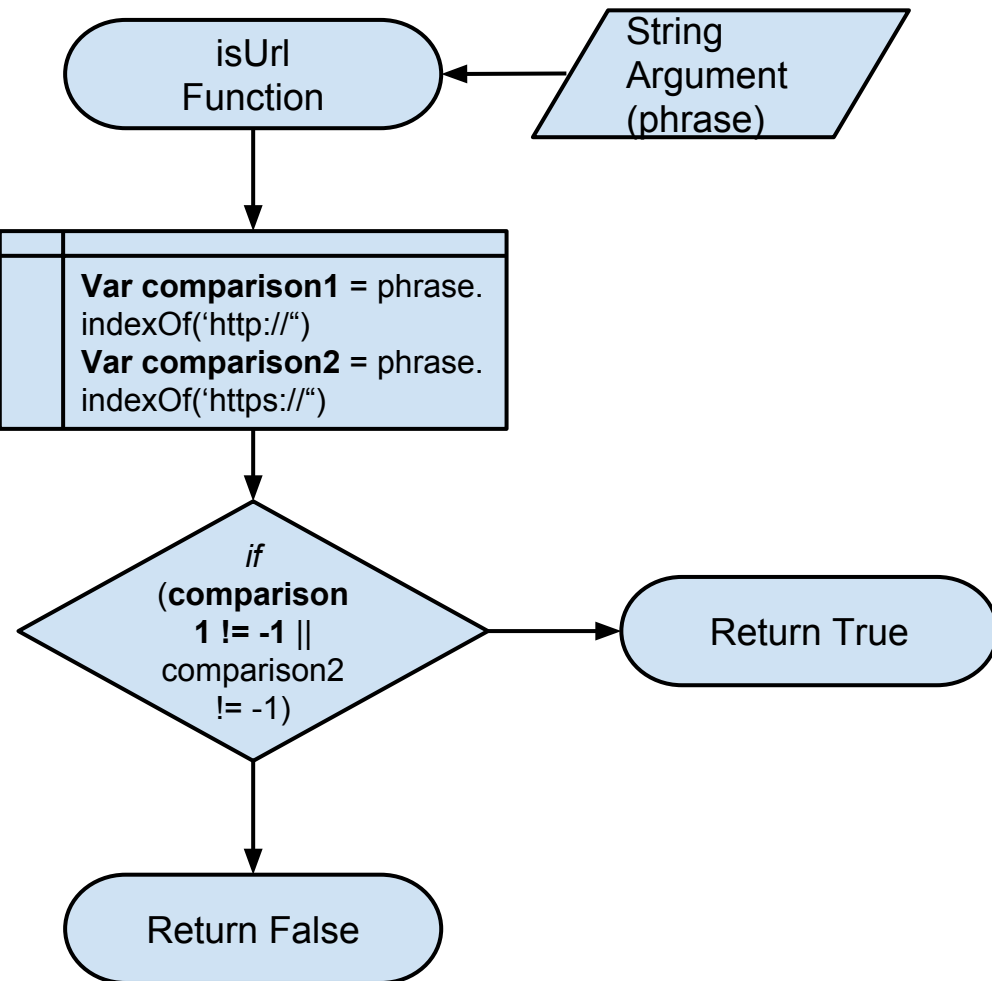 isUrl
Function
String
Argument
(phrase)
Var comparison1 = phrase.
indexOf(‘http://“)
Var comparison2 = phrase.
indexOf(‘https://“)
if
(comparison
1 != -1 ||
comparison2
!= -1)
Return True
Return False